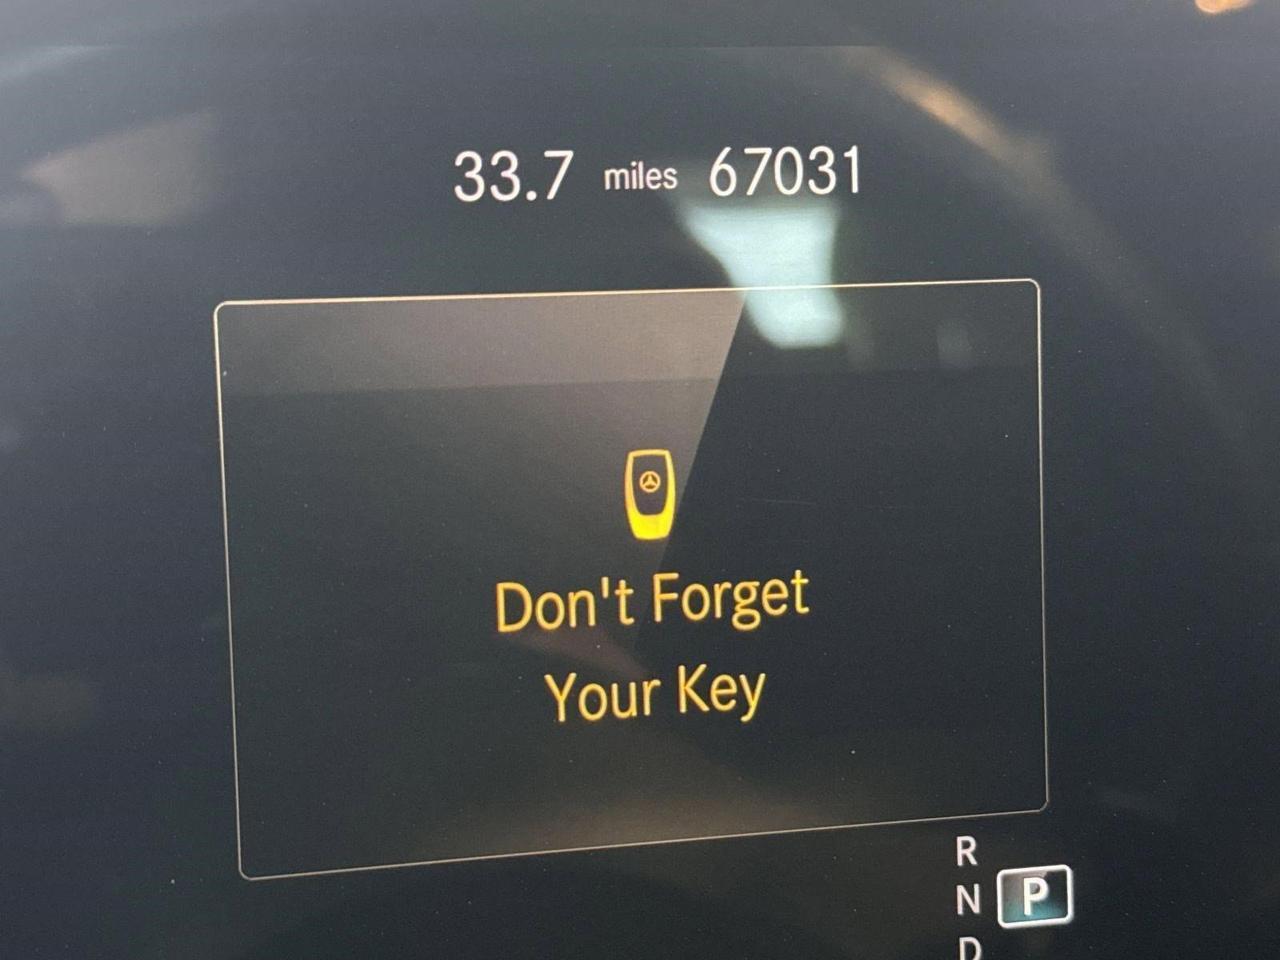 33.7 miles 67031
Don't Forget
Your Key
R
N P
D